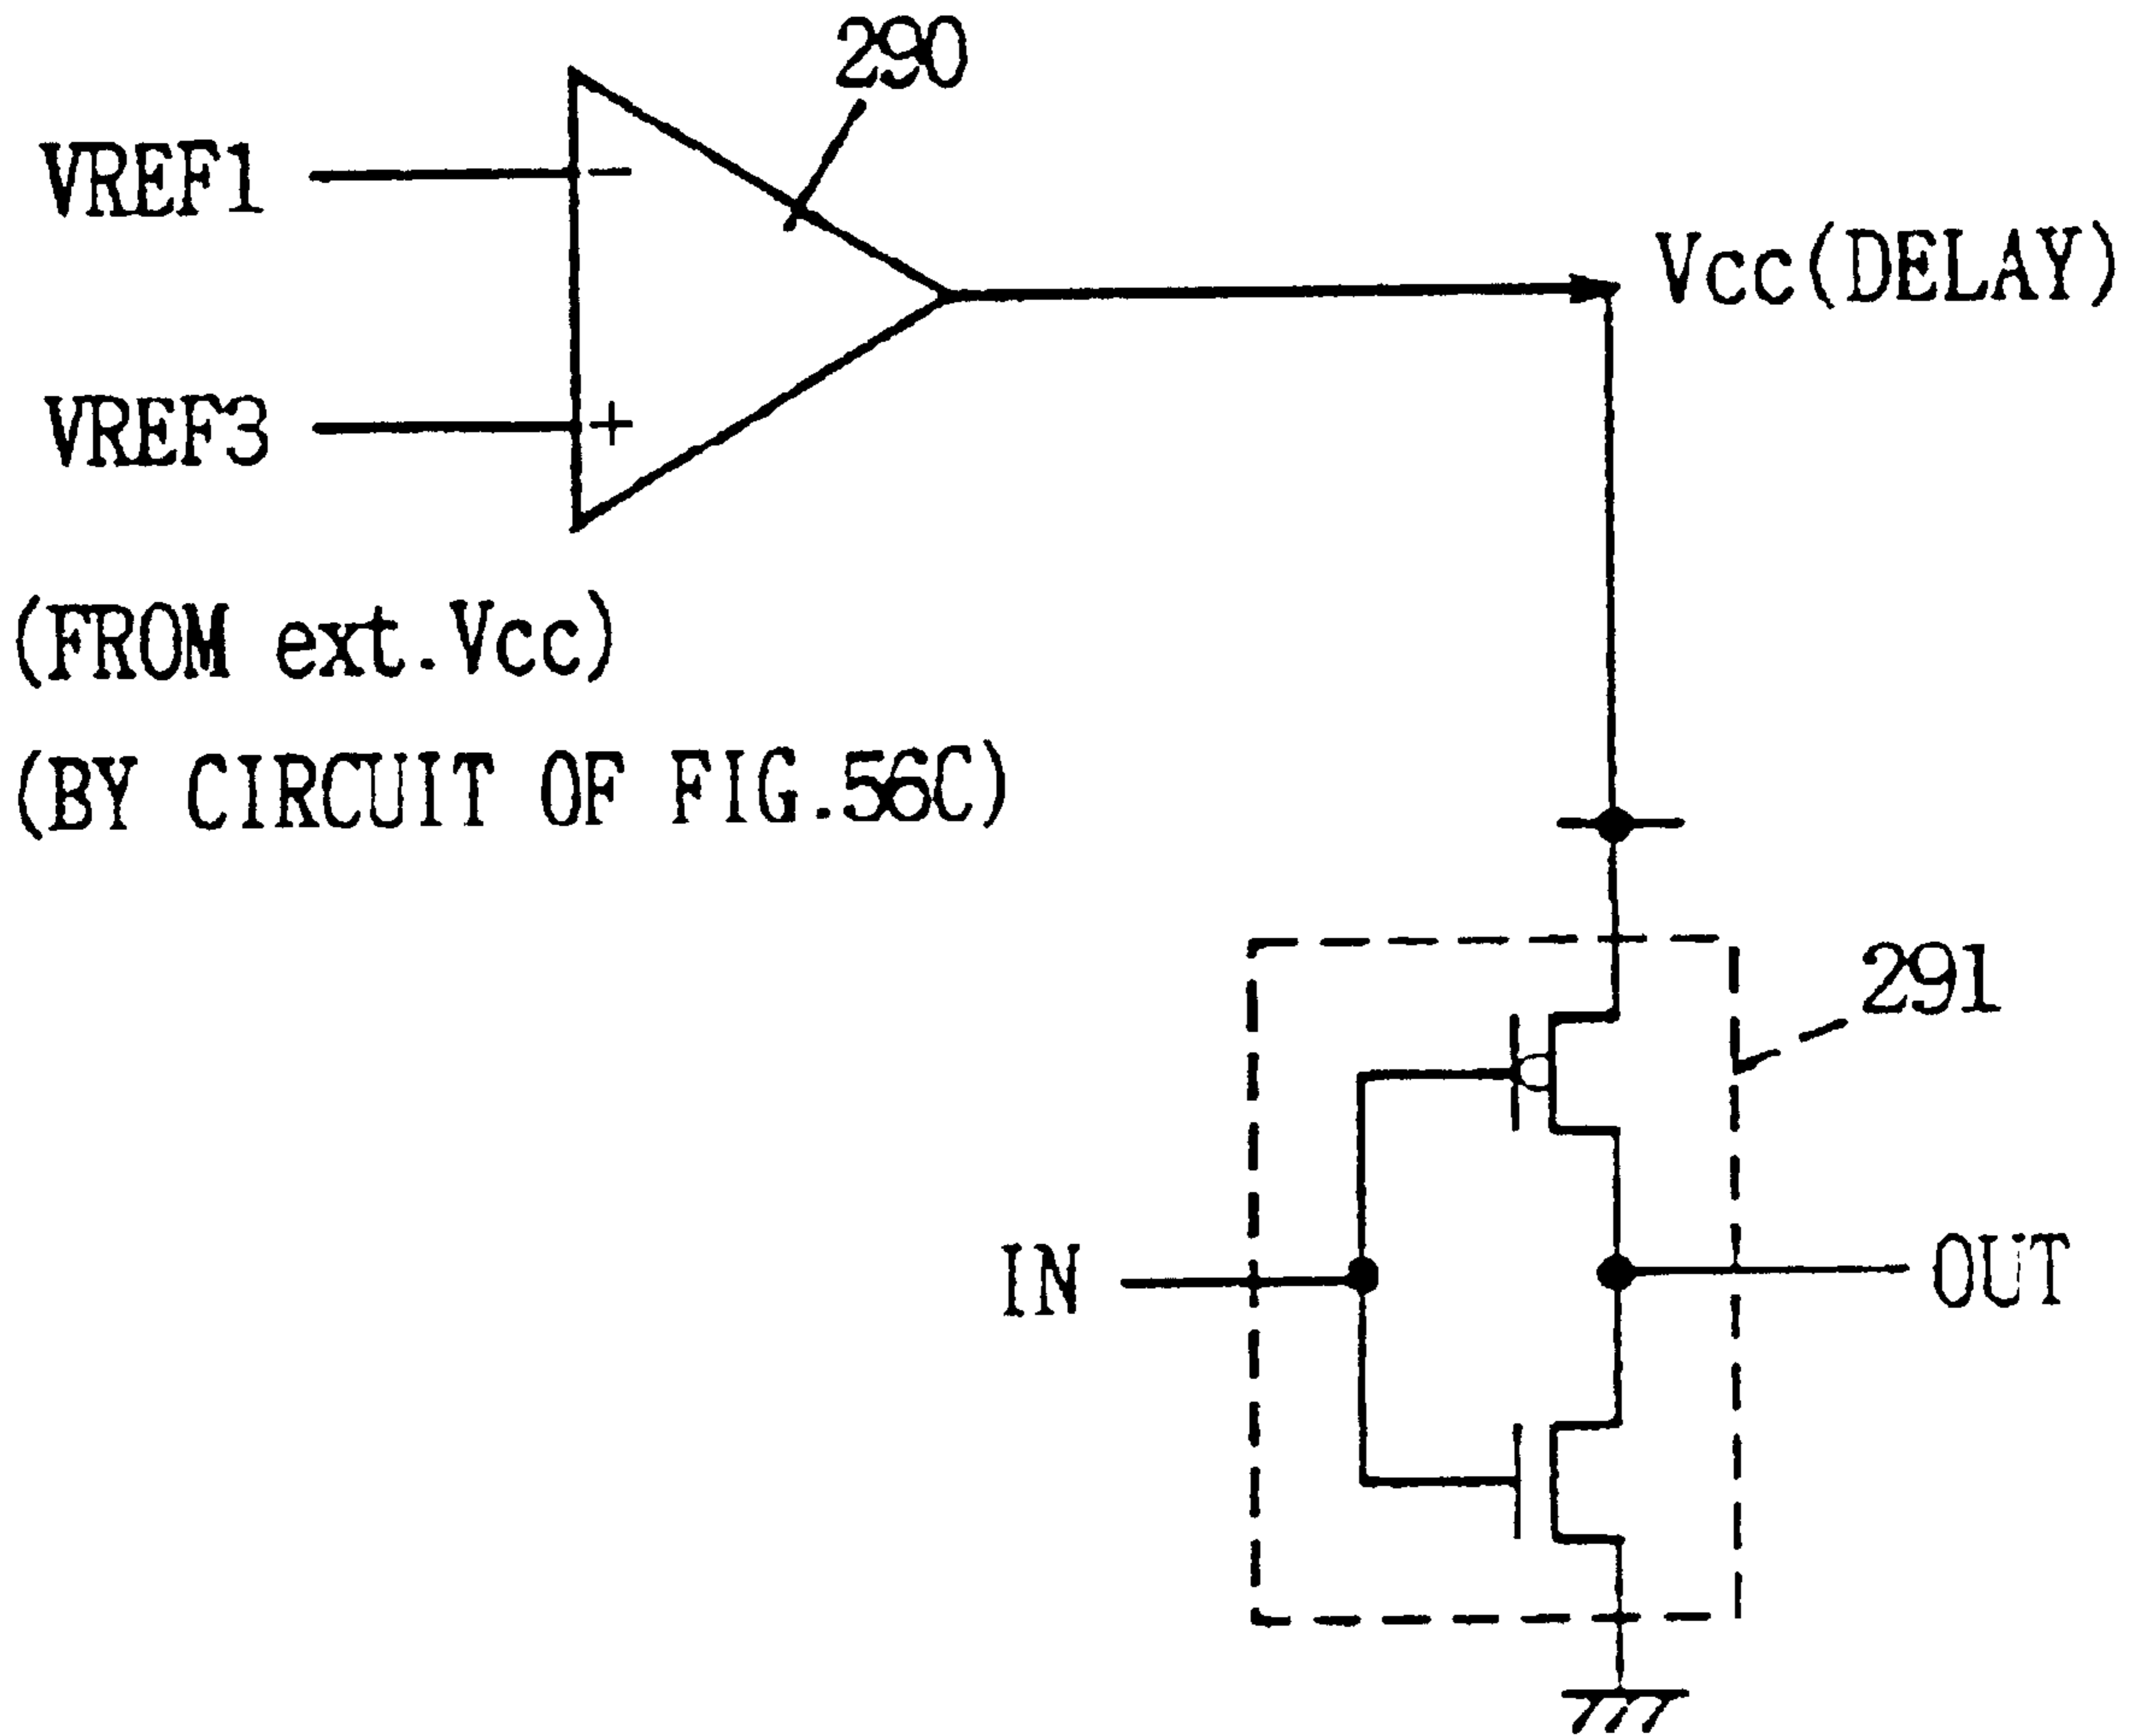 290
VREF1
-
Vcc(DELAY)
VREF3
+
(FROM ext.Vcc)
(BY CIRCUIT OF FIG.56C)
291
IN
OUT